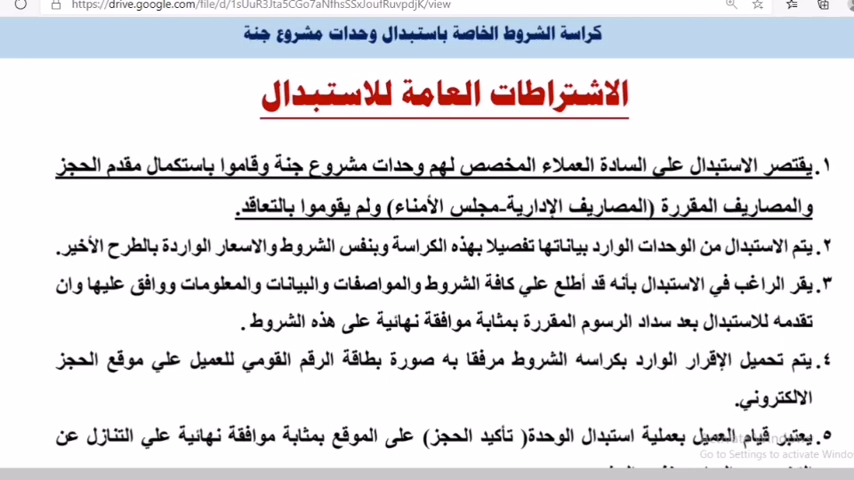 https://drive.google.com/file/d/1sUuR3Jta5CGo7aNfhsSSxJoufRuvpdjK/view
كراسة الشروط الخاصة باستبدال وحدات مشروع جنة
الاشتراطات العامة للاستبدال
١. يقتصر الاستبدال علي السادة العملاء المخصص لهم وحدات مشروع جنة وقاموا باستكمال مقدم الحجز
والمصاريف المقررة (المصاريف الإدارية-مجلس الأمناء) ولم يقوموا بالتعاقد.
٢. يتم الاستبدال من الوحدات الوارد بياناتها تفصيلا بهذه الكراسة وبنفس الشروط والاسعار الواردة بالطرح الأخير.
٣. يقر الراغب في الاستبدال بأنه قد أطلع علي كافة الشروط والمواصفات والبيانات والمعلومات ووافق عليها وان
تقدمه للاستبدال بعد سداد الرسوم المقررة بمثابة موافقة نهائية على هذه الشروط .
٤. يتم تحميل الإقرار الوارد بكراسه الشروط مرفقا به صورة بطاقة الرقم القومي للعميل علي موقع الحجز
الالكتروني.
٥. يعتبر قيام العميل بعملية استبدال الوحدة( تأكيد الحجز) على الموقع بمثابة موافقة نهائية علي التنازل عن
Go to Settings to activate Windo